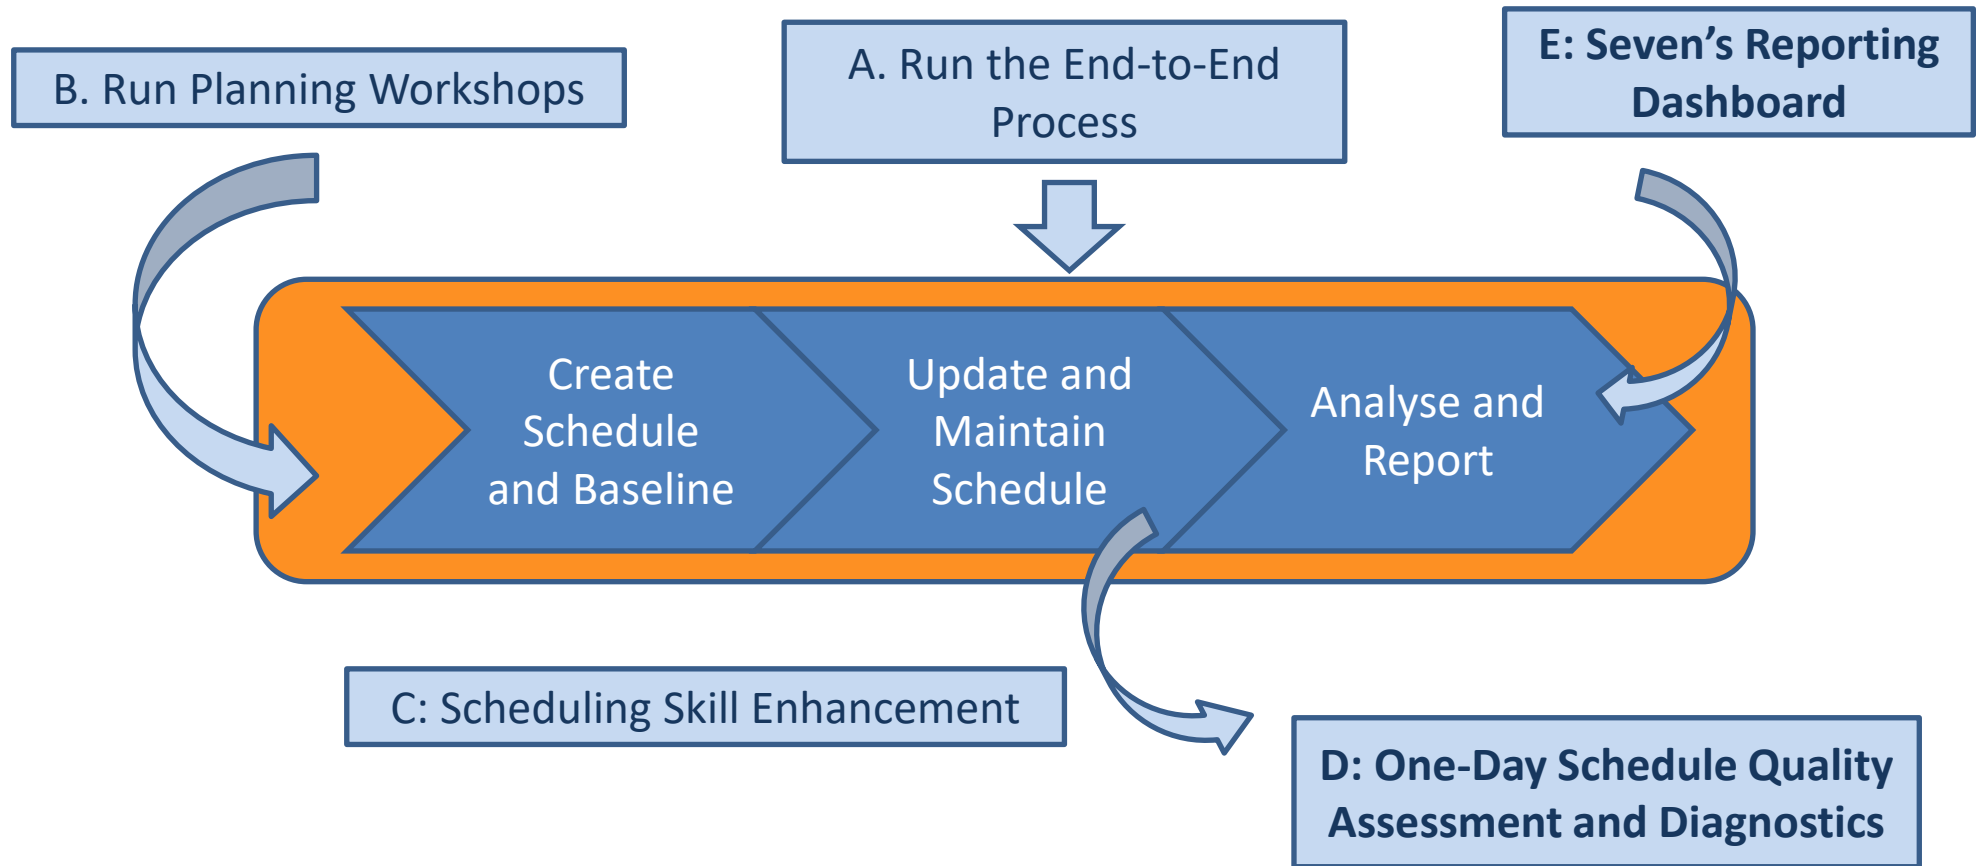 B. Run Planning Workshops
A. Run the End-to-End
Process
E: Seven’s Reporting
Dashboard
Create
Schedule
and Baseline
Update and
Maintain
Schedule
Analyse and
Report
C: Scheduling Skill Enhancement
D: One-Day Schedule Quality
Assessment and Diagnostics